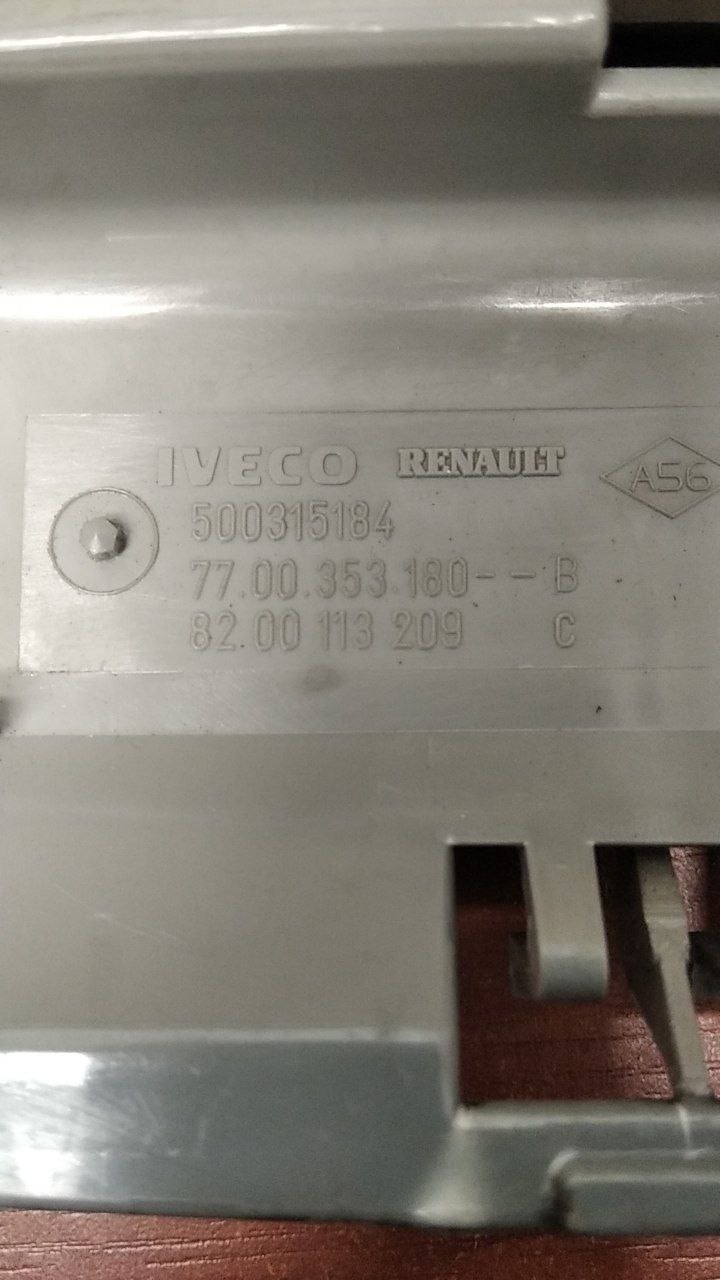 IVECO RENAULT A56
500315184
77.00.353.180-- B
82.00 113 209 C